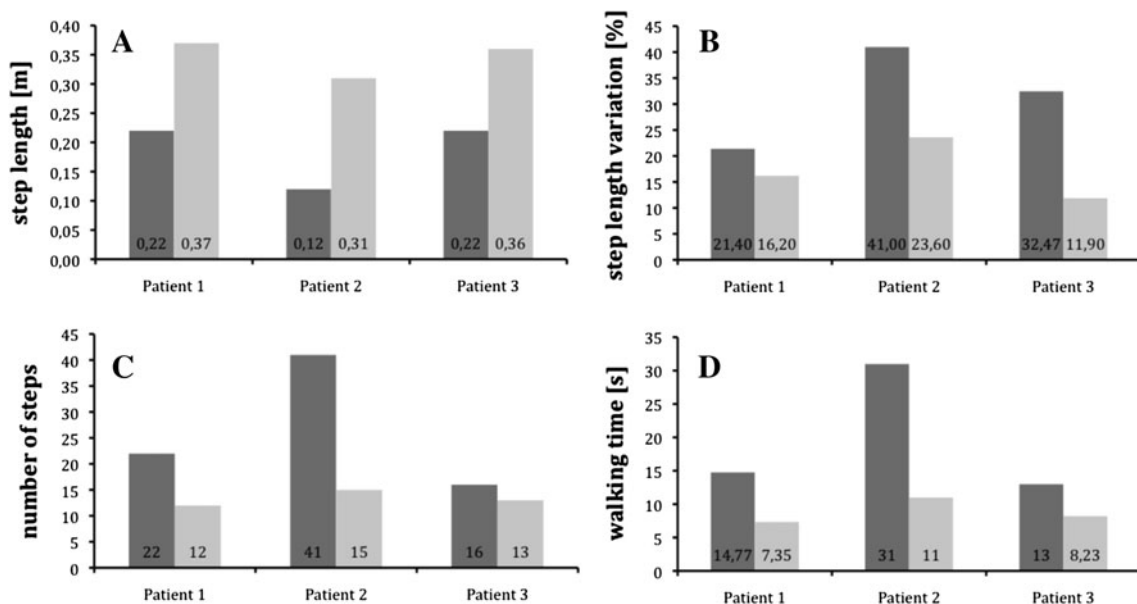 A
step length [m]
0,40
0,35
0,30
0,25
0,20
0,15
0,10
0,05
0,00
0,22 0,37 0,12 0,31 0,22 0,36
Patient 1 Patient 2 Patient 3
B
step length variation [%]
45
40
35
30
25
20
15
10
5
0
21,40 16,20 41,00 23,60 32,47 11,90
Patient 1 Patient 2 Patient 3
C
number of steps
45
40
35
30
25
20
15
10
5
0
22 12 41 15 16 13
Patient 1 Patient 2 Patient 3
D
walking time [s]
35
30
25
20
15
10
5
0
14,77 7,35 31 11 13 8,23
Patient 1 Patient 2 Patient 3